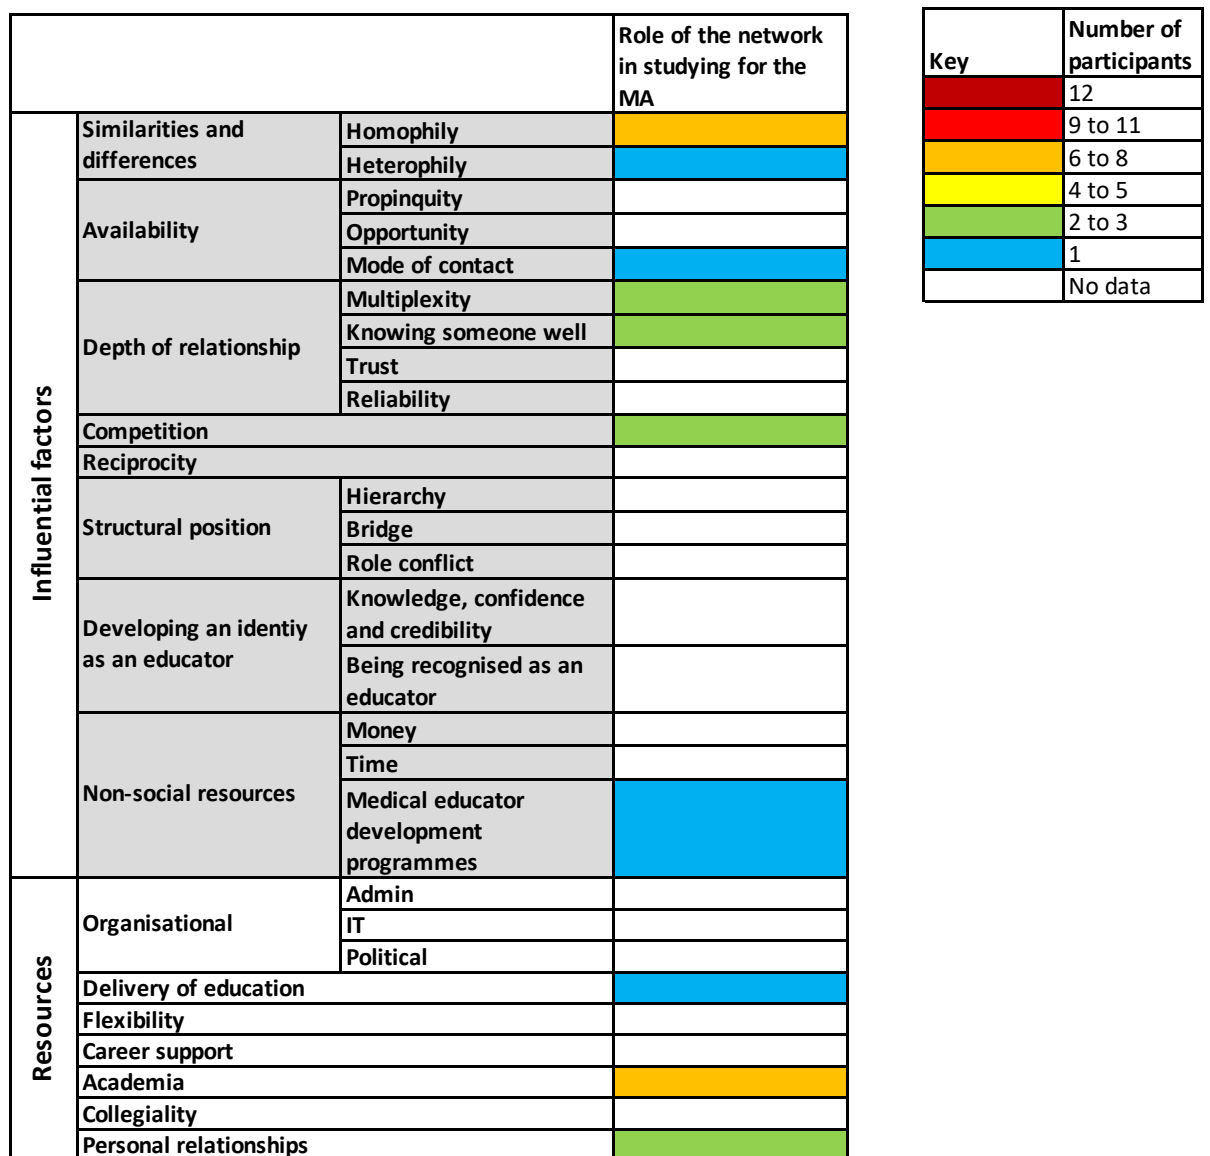 Role of the network
in studying for the
MA
Influential factors
Similarities and
differences
Homophily
Heterophily
Availability
Propinquity
Opportunity
Mode of contact
Depth of relationship
Multiplexity
Knowing someone well
Trust
Reliability
Competition
Reciprocity
Structural position
Hierarchy
Bridge
Role conflict
Developing an identiy
as an educator
Knowledge, confidence
and credibility
Being recognised as an
educator
Non-social resources
Money
Time
Medical educator
development
programmes
Resources
Organisational
Admin
IT
Political
Delivery of education
Flexibility
Career support
Academia
Collegiality
Personal relationships
Key
Number of
participants
12
9 to 11
6 to 8
4 to 5
2 to 3
1
No data